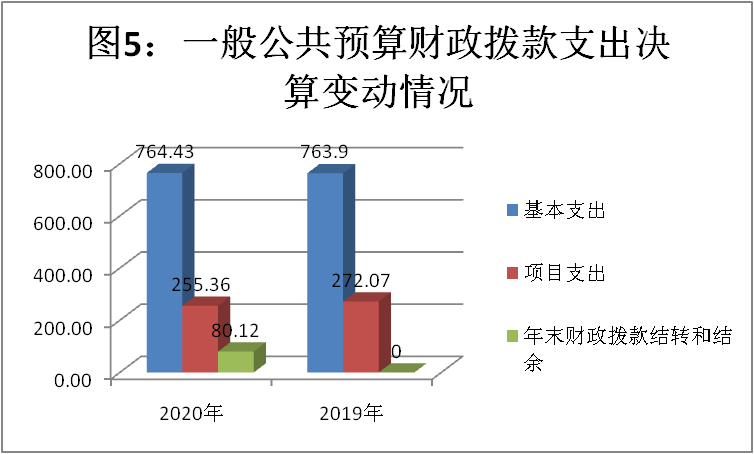 图5：一般公共预算财政拨款支出决
算变动情况
764.43
763.9
800.00
600.00
400.00
200.00
0.00
255.36
272.07
80.12
0
2020年
2019年
基本支出
项目支出
年末财政拨款结转和结
余